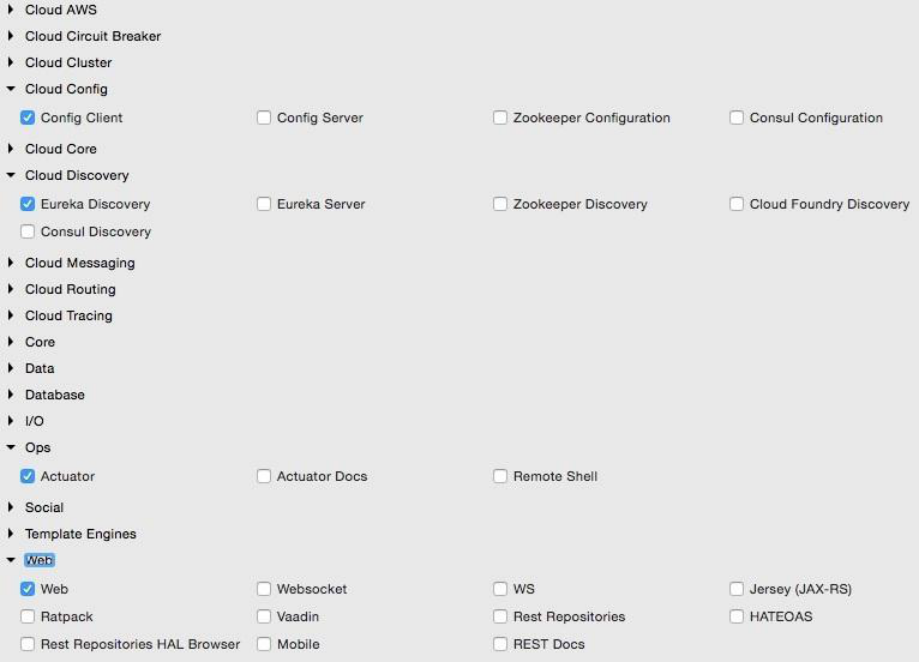 Cloud AWS
Cloud Circuit Breaker
Cloud Cluster
Cloud Config
Config Client Config Server Zookeeper Configuration Consul Configuration
Cloud Core
Cloud Discovery
Eureka Discovery Eureka Server Zookeeper Discovery Cloud Foundry Discovery
Consul Discovery
Cloud Messaging
Cloud Routing
Cloud Tracing
Core
Data
Database
I/O
Ops
Actuator Actuator Docs Remote Shell
Social
Template Engines
Web
Web Websocket WS Jersey (JAX-RS)
Ratpack Vaadin Rest Repositories HATEOAS
Rest Repositories HAL Browser Mobile REST Docs